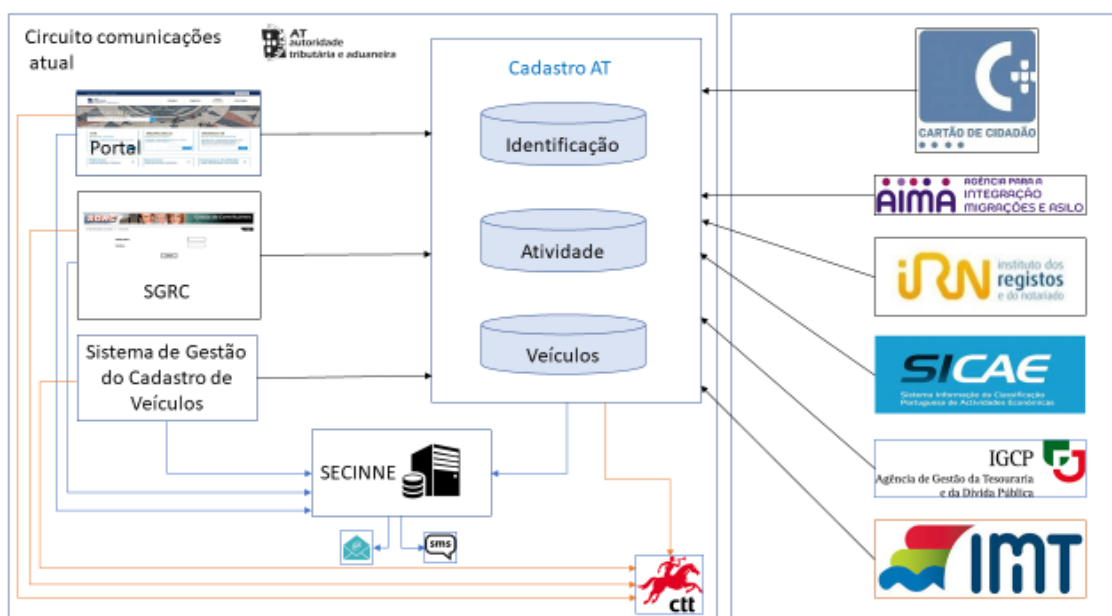 Circuito comunicações
atual
AT
autoridade
tributária e aduaneira
Portal
SGRC
SGRC
Sistema de Gestão
do Cadastro de
Veículos
Cadastro AT
Identificação
Atividade
Veículos
SECINNE
sms
ctt
CARTÃO DE CIDADÃO
AIMA
AGÊNCIA PARA A
INTEGRAÇÃO
MIGRAÇÕES E ASILO
iRN
instituto dos
registos
e do notariado
SICAE
Sistema Informação da Classificação
Portuguesa de Actividades Económicas
IGCP
Agência de Gestão da Tesouraria
e da Dívida Pública
IMT